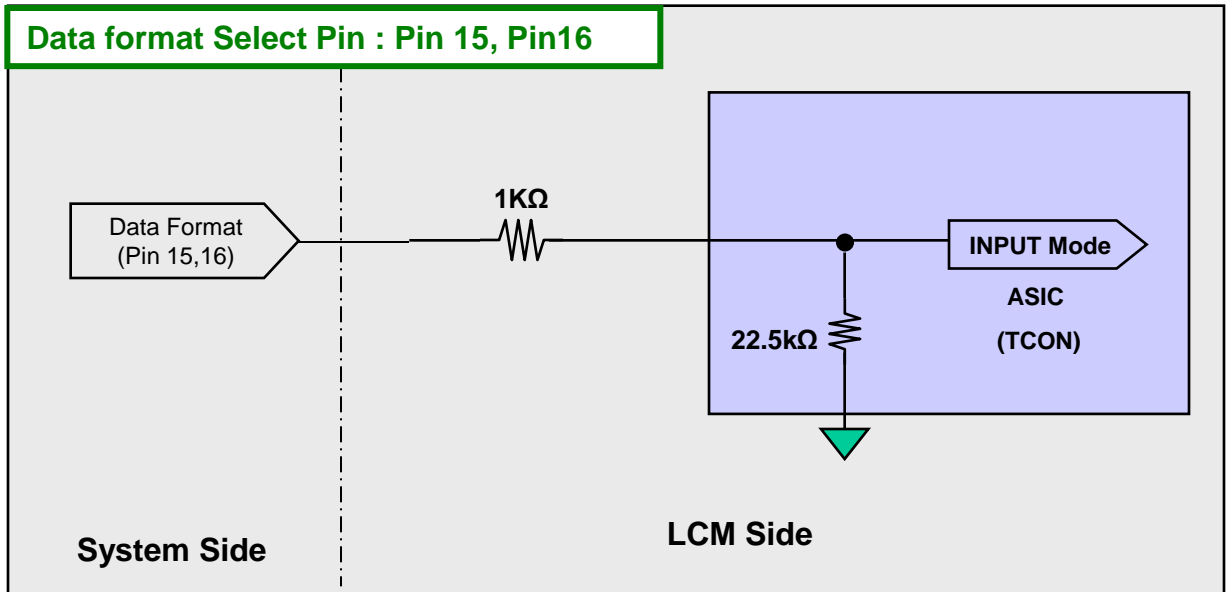 Data format Select Pin : Pin 15, Pin16
1KΩ
Data Format
(Pin 15,16)
INPUT Mode
ASIC
(TCON)
22.5kΩ
System Side
LCM Side